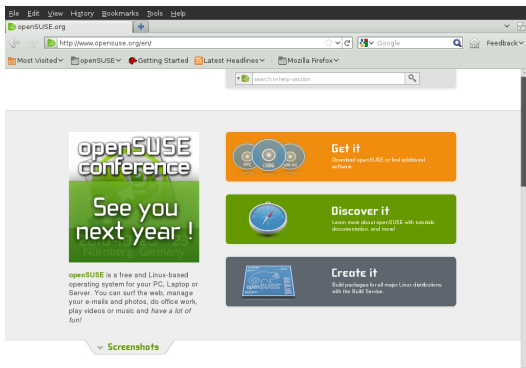 File Edit View History Bookmarks Tools Help
openSUSE.org
http://www.opensuse.org/en/
Google
Feedback
Most Visited openSUSE Getting Started Latest Headlines Mozilla Firefox
search in help-section
openSUSE
conference
See you
next year !
Nürnberg, Germany
Get it
Download openSUSE or find additional
software
Discover it
Learn more about openSUSE with tutorials,
documentation, and more!
Create it
Build packages for all major Linux distributions
with the Build Service.
openSUSE is a free and Linux-based
operating system for your PC, Laptop or
Server. You can surf the web, manage
your e-mails and photos, do office work,
play videos or music and have a lot of
fun!
Screenshots